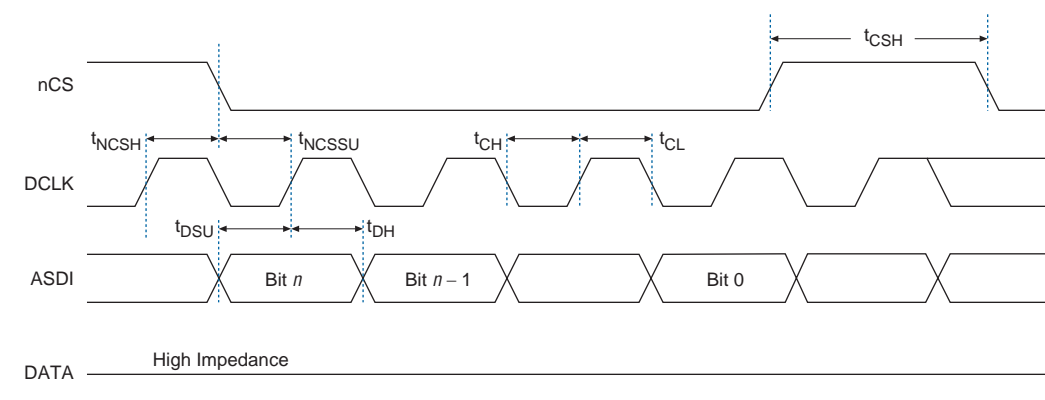 tCSH
nCS
tNCSH tNCSSU tCH tCL
DCLK
tDSU tDH
ASDI Bit n Bit n – 1 Bit 0
High Impedance
DATA